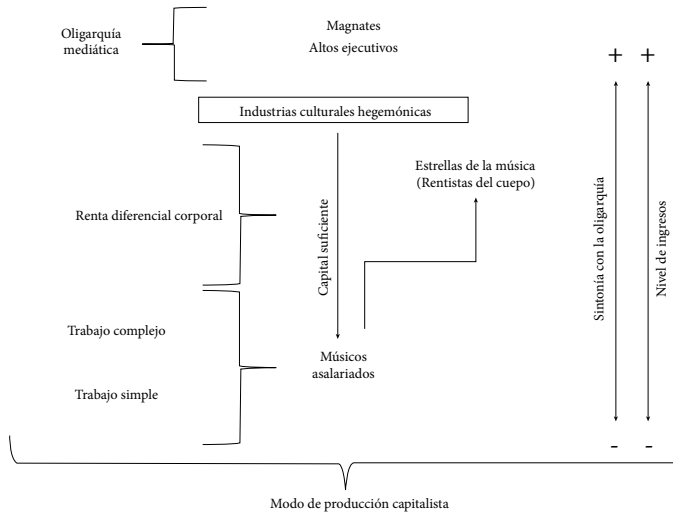 Oligarquía
mediática
Magnates
Altos ejecutivos
+ +
Industrias culturales hegemónicas
Estrellas de la música
(Rentistas del cuepo)
Renta diferencial corporal
Capital suficiente
Sintonía con la oligarquía
Nivel de ingresos
Trabajo complejo
Músicos
asalariados
Trabajo simple
- -
Modo de producción capitalista